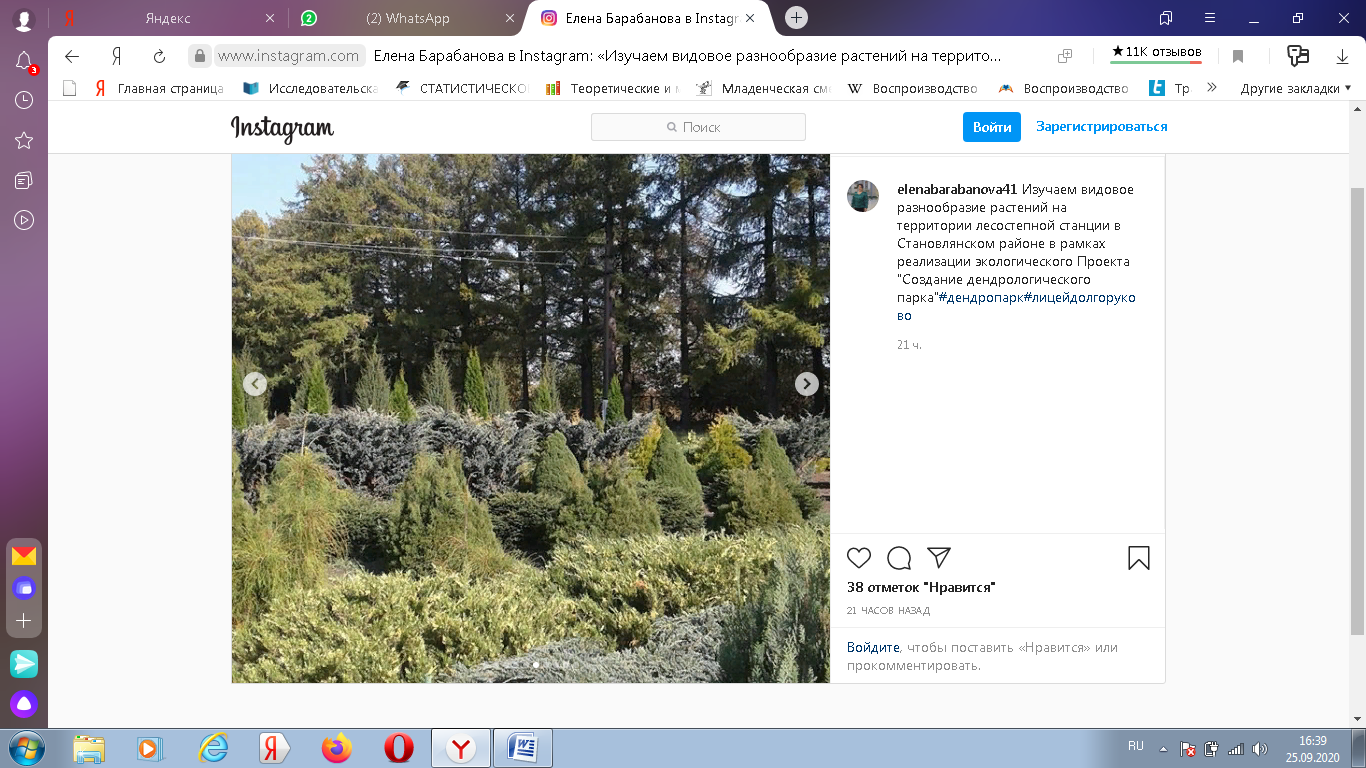 Яндекс
(2) WhatsApp
Елена Барабанова в Instagr
www.instagram.com
Елена Барабанова в Instagram: «Изучаем видовое разнообразие растений на террито...
★11K отзывов
3
Главная страница
Исследовательска
СТАТИСТИЧЕСКО
Теоретические и м
Младенческая см
Воспроизводство
Воспроизводство
Тр
Другие закладки
Instagram
Поиск
Войти
Зарегистрироваться
elenabarabanova41 Изучаем видовое
разнообразие растений на
территории лесостепной станции в
Становлянском районе в рамках
реализации экологического Проекта
"Создание дендрологического
парка"#дендропарк#лицейдолгоруко
во
21 ч.
38 отметок "Нравится"
21 ЧАСОВ НАЗАД
Войдите, чтобы поставить «Нравится» или
прокомментировать.
RU
16:39
25.09.2020